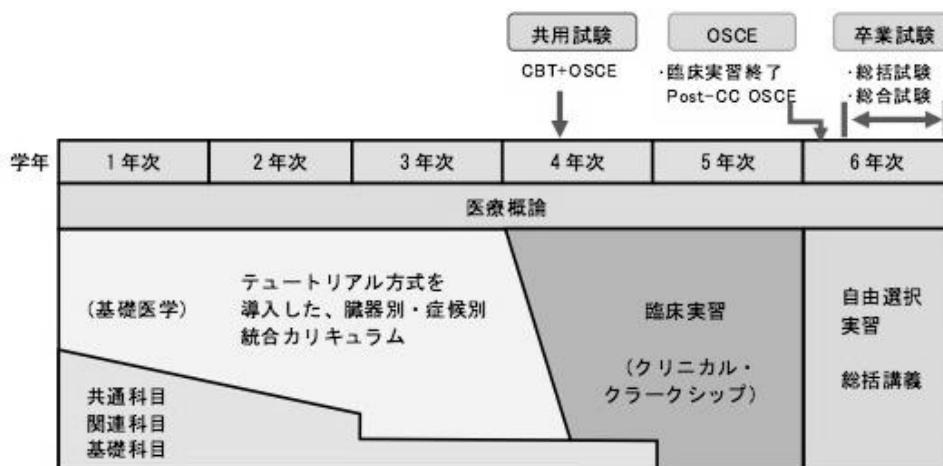 共用試験
CBT+OSCE
OSCE
・臨床実習終了
Post-CC OSCE
卒業試験
・総括試験
・総合試験
学年
1年次
2年次
3年次
4年次
5年次
6年次
医療概論
(基礎医学)
テュートリアル方式を
導入した、臓器別・症候別
統合カリキュラム
臨床実習
(クリニカル・
クラークシップ)
自由選択
実習
総括講義
共通科目
関連科目
基礎科目